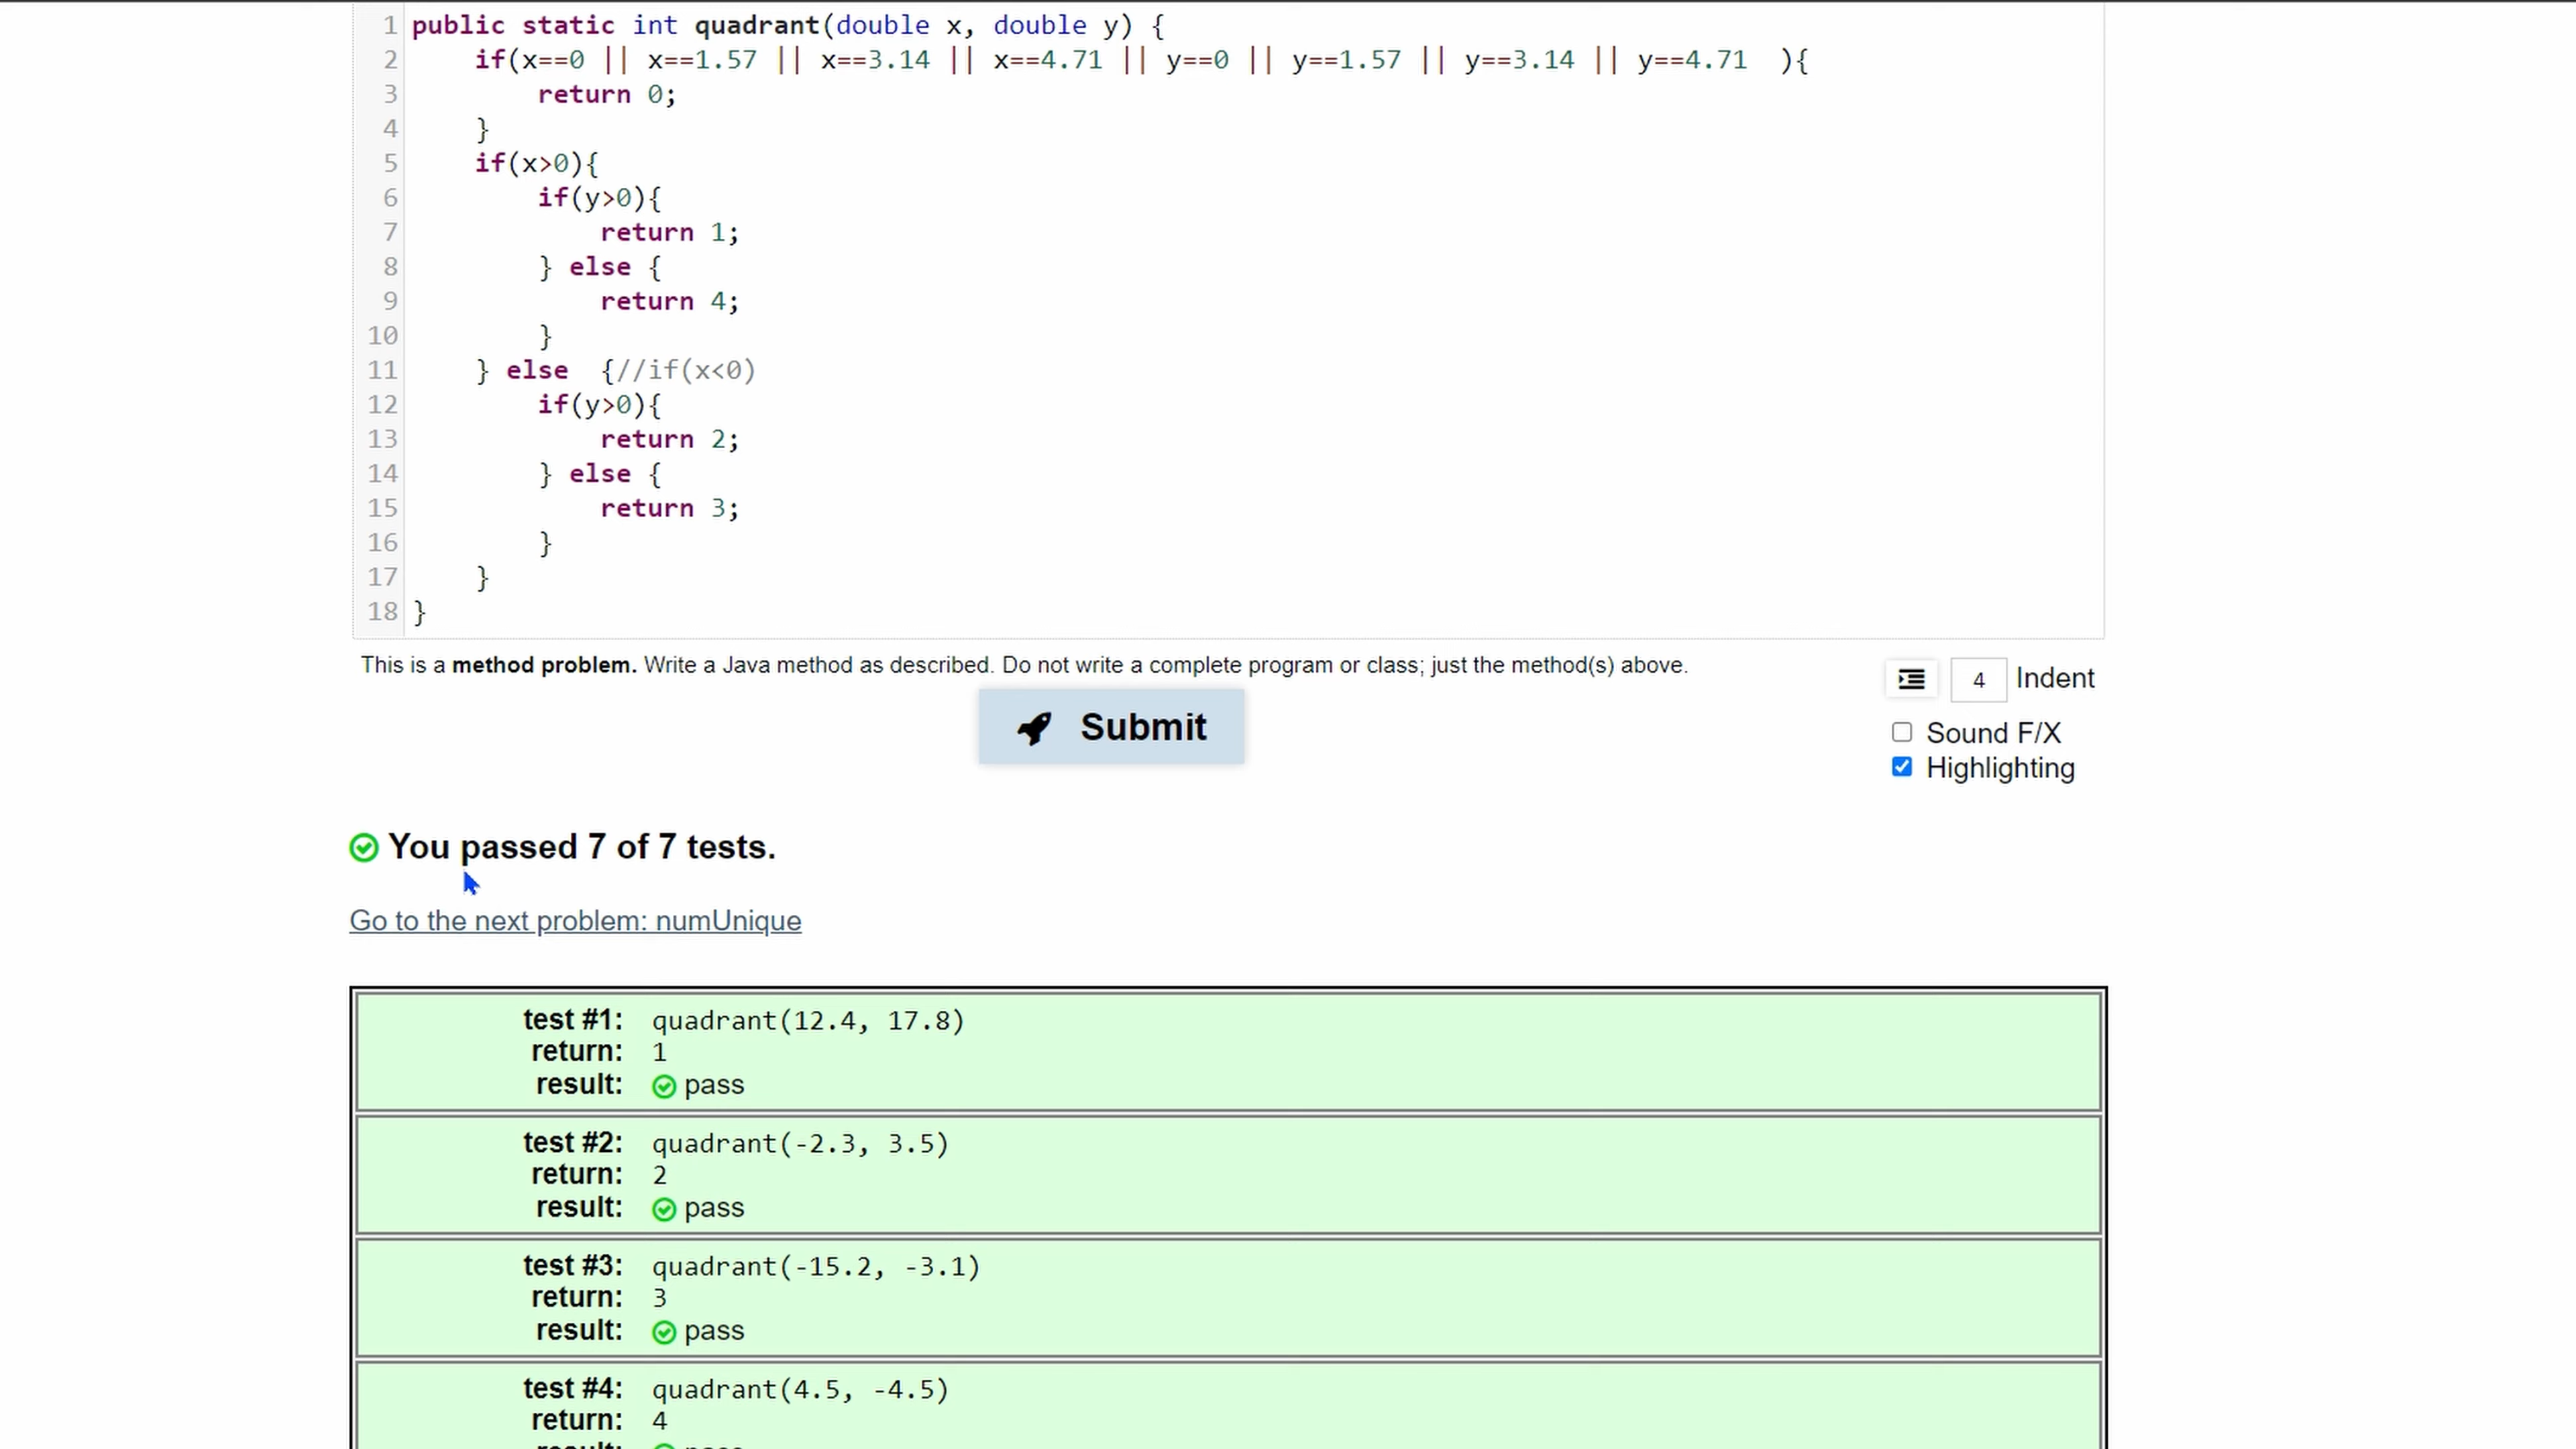 1 public static int quadrant(double x, double y) {
2     if(x==0 || x==1.57 || x==3.14 || x==4.71 || y==0 || y==1.57 || y==3.14 || y==4.71  ){
3         return 0;
4     }
5     if(x>0){
6         if(y>0){
7             return 1;
8         } else {
9             return 4;
10         }
11     } else  {//if(x<0)
12         if(y>0){
13             return 2;
14         } else {
15             return 3;
16         }
17     }
18 }
This is a method problem. Write a Java method as described. Do not write a complete program or class; just the method(s) above.
4 Indent
Submit
Sound F/X
Highlighting
You passed 7 of 7 tests.
Go to the next problem: numUnique
test #1: quadrant(12.4, 17.8)
return: 1
result: pass
test #2: quadrant(-2.3, 3.5)
return: 2
result: pass
test #3: quadrant(-15.2, -3.1)
return: 3
result: pass
test #4: quadrant(4.5, -4.5)
return: 4